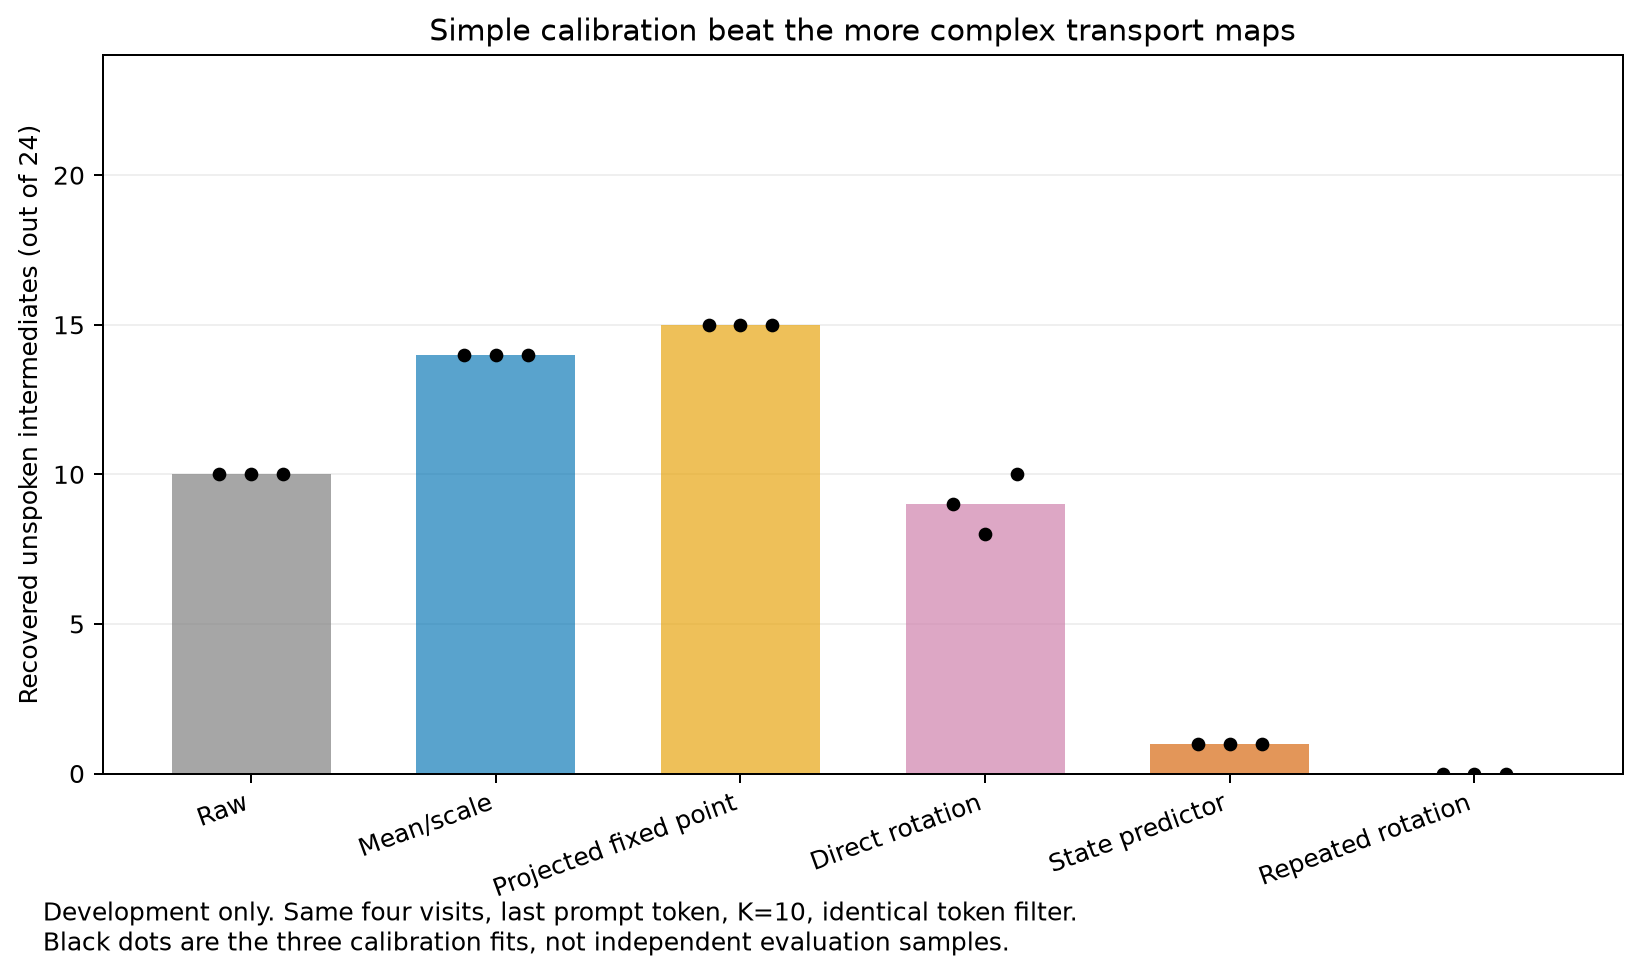 Simple calibration beat the more complex transport maps
Recovered unspoken intermediates (out of 24)
20
15
10
5
0
Raw
Mean/scale
Projected fixed point
Direct rotation
State predictor
Repeated rotation
Development only. Same four visits, last prompt token, K=10, identical token filter.
Black dots are the three calibration fits, not independent evaluation samples.